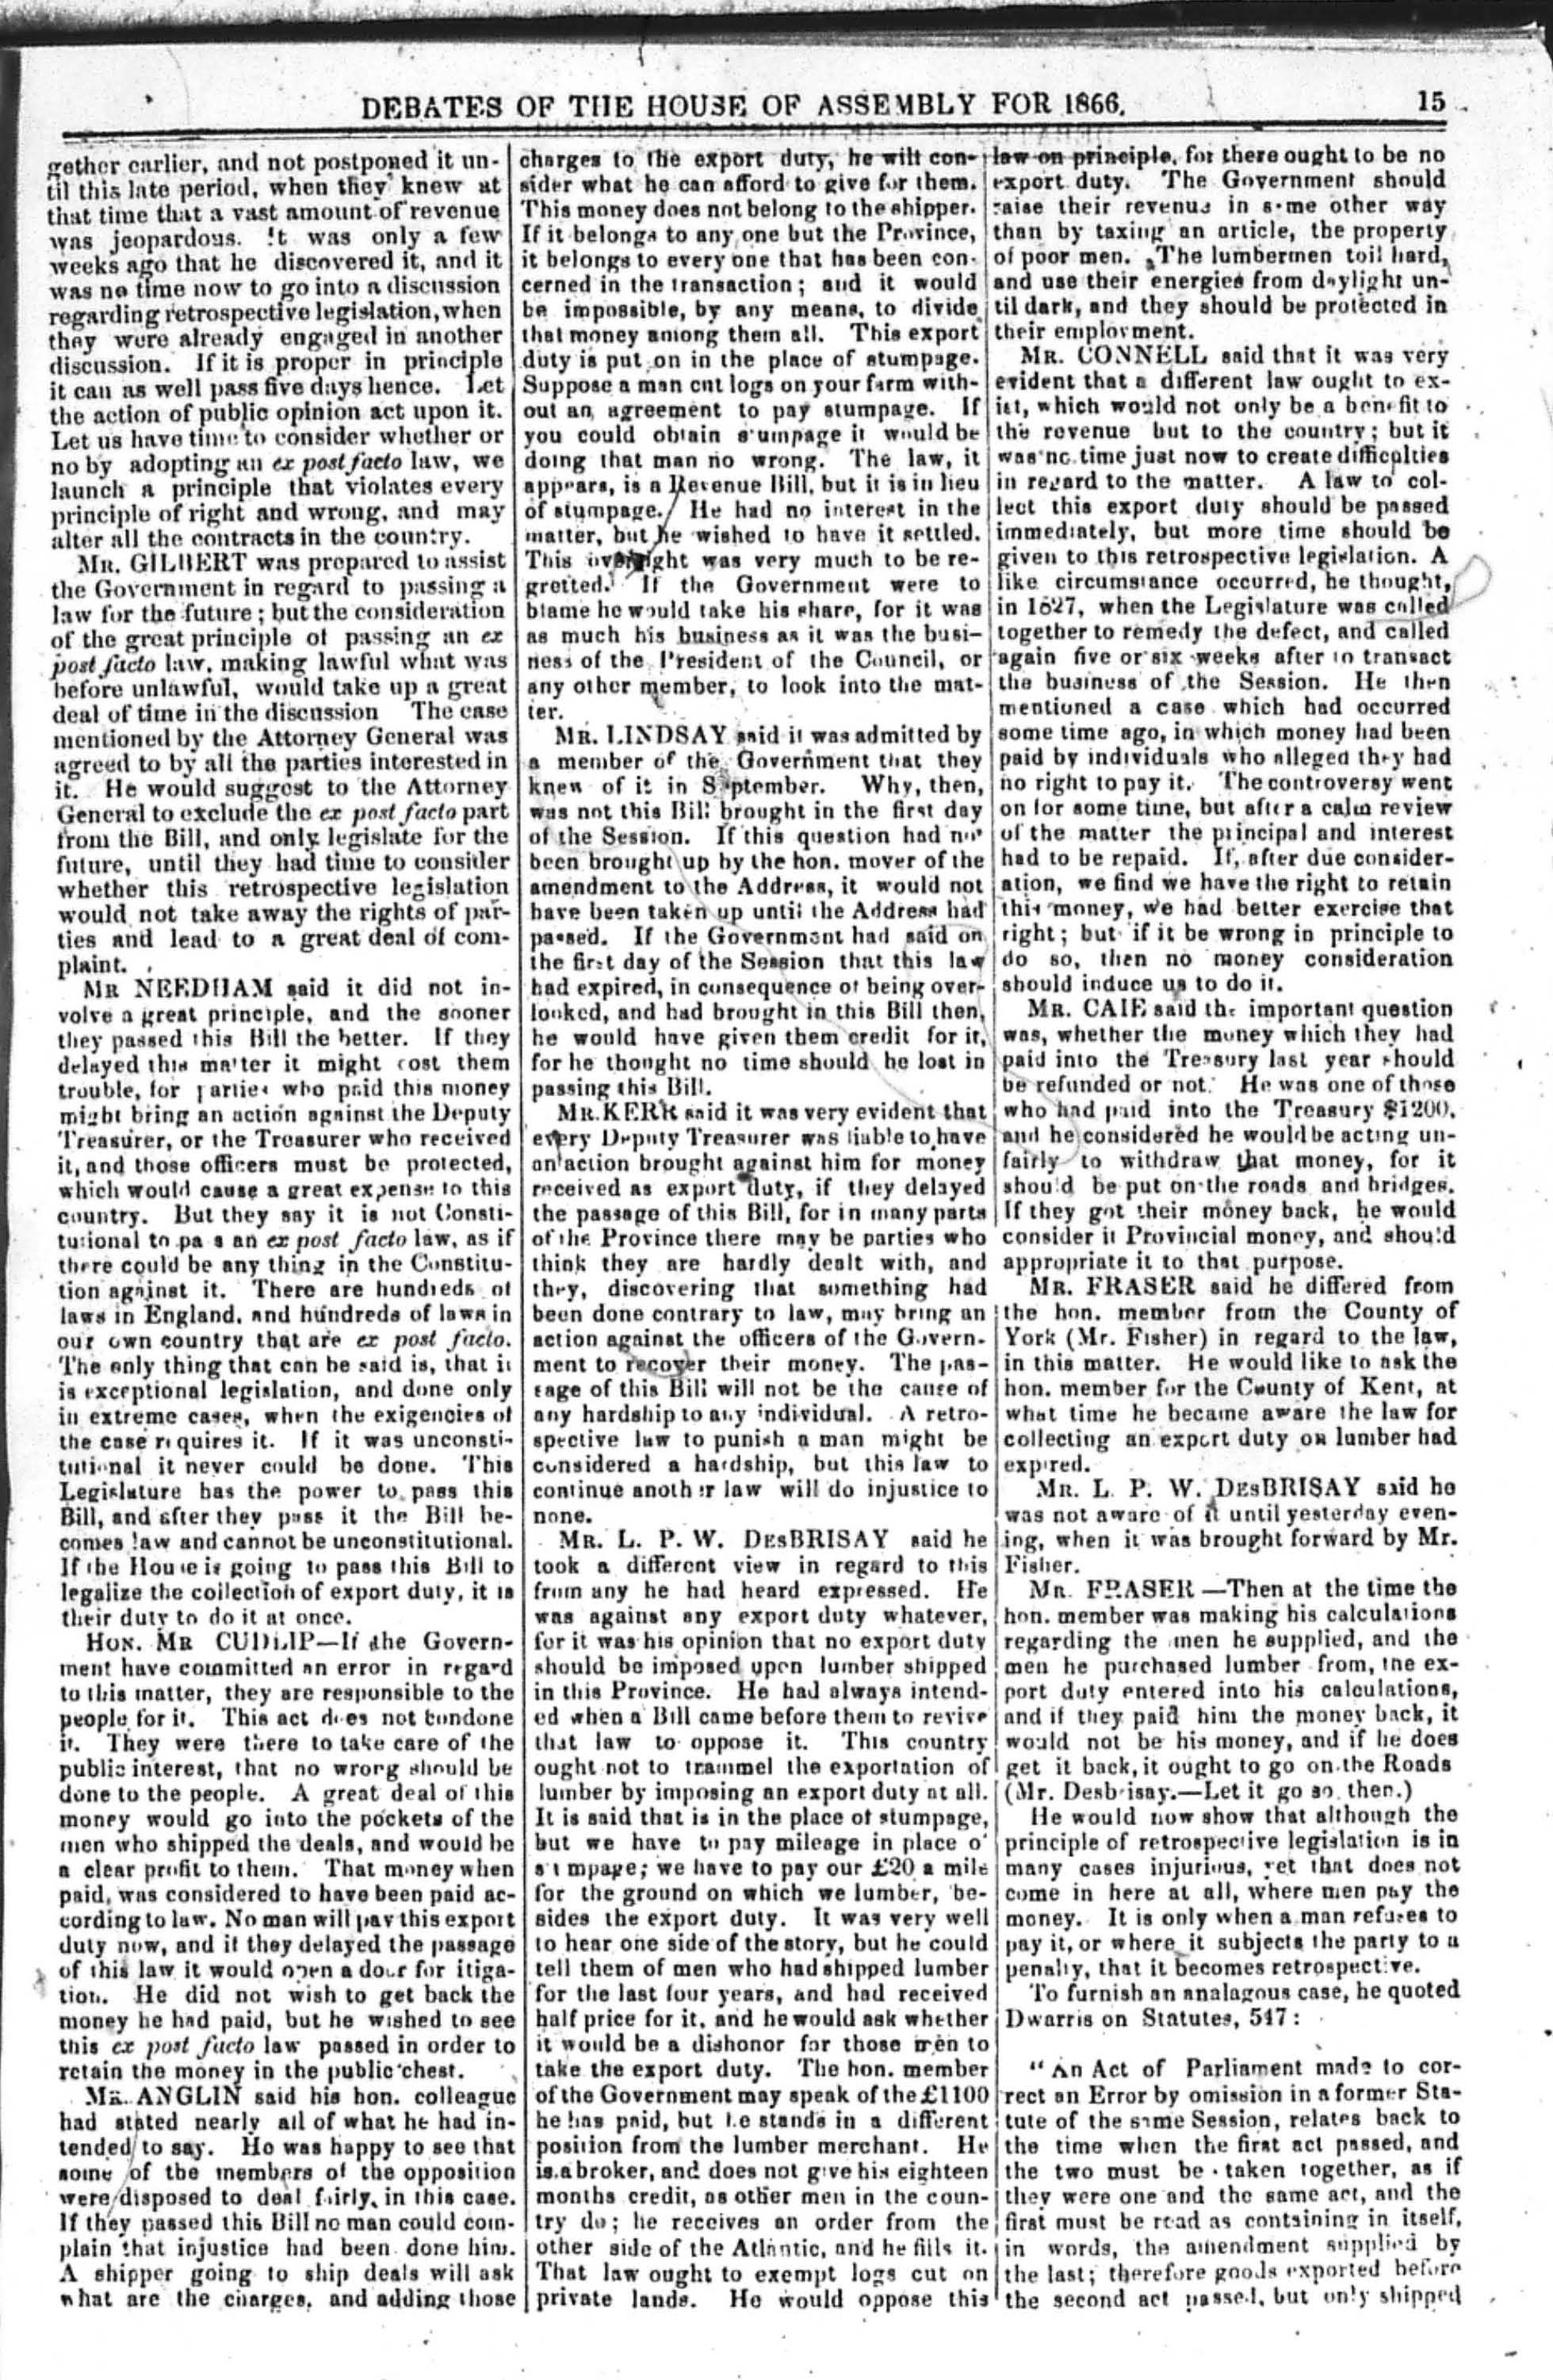 DEBATES OF THE HOUSE OF ASSEMBLY FOR 1866. 15
gether earlier, and not postponed it un-
til this late period, when they knew at
that time that a vast amount of revenue
was jeopardous. It was only a few
weeks ago that he discovered it, and it
was no time now to go into a discussion
regarding retrospective legislation, when
they were already engaged in another
discussion. If it is proper in principle
it can as well pass five days hence. Let
the action of public opinion act upon it.
Let us have time to consider whether or
no by adopting an ex post facto law, we
launch a principle that violates every
principle of right and wrong, and may
alter all the contracts in the country.
MR. GILBERT was prepared to assist
the Government in regard to passing a
law for the future; but the consideration
of the great principle of passing an ex
post facto law, making lawful what was
before unlawful, would take up a great
deal of time in the discussion The case
mentioned by the Attorney General was
agreed to by all the parties interested in
it. He would suggest to the Attorney
General to exclude the ex post facto part
from the Bill, and only legislate for the
future, until they had time to consider
whether this retrospective legislation
would not take away the rights of par-
ties and lead to a great deal of com-
plaint.
MR NEEDHAM said it did not in-
volve a great principle, and the sooner
they passed this Bill the better. If they
delayed this matter it might cost them
trouble, for parties who paid this money
might bring an action against the Deputy
Treasurer, or the Treasurer who received
it, and those officers must be protected,
which would cause a great expense to this
country. But they say it is not Consti-
tutional to pass an ex post facto law, as if
there could be any thing in the Constitu-
tion against it. There are hundreds of
laws in England, and hundreds of laws in
our own country that are ex post facto.
The only thing that can be said is, that it
is exceptional legislation, and done only
in extreme cases, when the exigencies of
the case requires it. If it was unconsti-
tutional it never could be done. This
Legislature has the power to pass this
Bill, and after they pass it the Bill be-
comes law and cannot be unconstitutional.
If the House is going to pass this Bill to
legalize the collection of export duty, it is
their duty to do it at once.
HON. MR CUDLIP—If the Govern-
ment have committed an error in regard
to this matter, they are responsible to the
people for it. This act does not condone
it. They were there to take care of the
public interest, that no wrong should be
done to the people. A great deal of this
money would go into the pockets of the
men who shipped the deals, and would be
a clear profit to them. That money when
paid, was considered to have been paid ac-
cording to law. No man will pay this export
duty now, and if they delayed the passage
of this law it would open a door for itiga-
tion. He did not wish to get back the
money he had paid, but he wished to see
this ex post facto law passed in order to
retain the money in the public chest.
MR. ANGLIN said his hon. colleague
had stated nearly all of what he had in-
tended to say. He was happy to see that
some of the members of the opposition
were disposed to deal fairly, in this case.
If they passed this Bill no man could com-
plain that injustice had been done him.
A shipper going to ship deals will ask
what are the charges, and adding those
charges to the export duty, he will con-
sider what he can afford to give for them.
This money does not belong to the shipper.
If it belongs to any one but the Province,
it belongs to every one that has been con-
cerned in the transaction; and it would
be impossible, by any means, to divide
that money among them all. This export
duty is put on in the place of stumpage.
Suppose a man cut logs on your farm with-
out an agreement to pay stumpage. If
you could obtain stumpage it would be
doing that man no wrong. The law, it
appears, is a Revenue Bill, but it is in lieu
of stumpage. He had no interest in the
matter, but he wished to have it settled.
This oversight was very much to be re-
gretted. If the Government were to
blame he would take his share, for it was
as much his business as it was the busi-
ness of the President of the Council, or
any other member, to look into the mat-
ter.
MR. LINDSAY said it was admitted by
a member of the Government that they
knew of it in September. Why, then,
was not this Bill brought in the first day
of the Session. If this question had not
been brought up by the hon. mover of the
amendment to the Address, it would not
have been taken up until the Address had
passed. If the Government had said on
the first day of the Session that this law
had expired, in consequence of being over-
looked, and had brought in this Bill then,
he would have given them credit for it,
for he thought no time should be lost in
passing this Bill.
MR. KERR said it was very evident that
every Deputy Treasurer was liable to have
an action brought against him for money
received as export duty, if they delayed
the passage of this Bill, for in many parts
of the Province there may be parties who
think they are hardly dealt with, and
they, discovering that something had
been done contrary to law, may bring an
action against the officers of the Govern-
ment to recover their money. The pas-
sage of this Bill will not be the cause of
any hardship to any individual. A retro-
spective law to punish a man might be
considered a hardship, but this law to
continue another law will do injustice to
none.
MR. L. P. W. DESBRISAY said he
took a different view in regard to this
from any he had heard expressed. He
was against any export duty whatever,
for it was his opinion that no export duty
should be imposed upon lumber shipped
in this Province. He had always intend-
ed when a Bill came before them to revive
that law to oppose it. This country
ought not to trammel the exportation of
lumber by imposing an export duty at all.
It is said that is in the place of stumpage,
but we have to pay mileage in place o'
stumpage; we have to pay our £20 a mile
for the ground on which we lumber, be-
sides the export duty. It was very well
to hear one side of the story, but he could
tell them of men who had shipped lumber
for the last four years, and had received
half price for it, and he would ask whether
it would be a dishonor for those men to
take the export duty. The hon. member
of the Government may speak of the £1100
he has paid, but he stands in a different
position from the lumber merchant. He
is a broker, and does not give his eighteen
months credit, as other men in the coun-
try do; he receives an order from the
other side of the Atlantic, and he fills it.
That law ought to exempt logs cut on
private lands. He would oppose this
law on principle, for there ought to be no
export duty. The Government should
raise their revenue in some other way
than by taxing an article, the property
of poor men. The lumbermen toil hard,
and use their energies from daylight un-
til dark, and they should be protected in
their employment.
MR. CONNELL said that it was very
evident that a different law ought to ex-
ist, which would not only be a benefit to
the revenue but to the country; but it
was no time just now to create difficulties
in regard to the matter. A law to col-
lect this export duty should be passed
immediately, but more time should be
given to this retrospective legislation. A
like circumstance occurred, he thought,
in 1827, when the Legislature was called
together to remedy the defect, and called
again five or six weeks after to transact
the business of the Session. He then
mentioned a case which had occurred
some time ago, in which money had been
paid by individuals who alleged they had
no right to pay it. The controversy went
on for some time, but after a calm review
of the matter the principal and interest
had to be repaid. If, after due consider-
ation, we find we have the right to retain
this money, we had better exercise that
right; but if it be wrong in principle to
do so, then no money consideration
should induce us to do it.
MR. CAIE said the important question
was, whether the money which they had
paid into the Treasury last year should
be refunded or not. He was one of those
who had paid into the Treasury $1200,
and he considered he would be acting un-
fairly to withdraw that money, for it
should be put on the roads and bridges.
If they got their money back, he would
consider it Provincial money, and should
appropriate it to that purpose.
MR. FRASER said he differed from
the hon. member from the County of
York (Mr. Fisher) in regard to the law,
in this matter. He would like to ask the
hon. member for the County of Kent, at
what time he became aware the law for
collecting an export duty on lumber had
expired.
MR. L. P. W. DESBRISAY said he
was not aware of it until yesterday even-
ing, when it was brought forward by Mr.
Fisher.
MR. FRASER —Then at the time the
hon. member was making his calculations
regarding the men he supplied, and the
men he purchased lumber from, the ex-
port duty entered into his calculations,
and if they paid him the money back, it
would not be his money, and if he does
get it back, it ought to go on the Roads
(Mr. Desbrisay.—Let it go so then.)
He would now show that although the
principle of retrospective legislation is in
many cases injurious, yet that does not
come in here at all, where men pay the
money. It is only when a man refuses to
pay it, or where it subjects the party to a
penalty, that it becomes retrospective.
To furnish an analagous case, he quoted
Dwarris on Statutes, 547:
"An Act of Parliament made to cor-
rect an Error by omission in a former Sta-
tute of the same Session, relates back to
the time when the first act passed, and
the two must be taken together, as if
they were one and the same act, and the
first must be read as containing in itself,
in words, the amendment supplied by
the last; therefore goods exported before
the second act passed, but only shipped